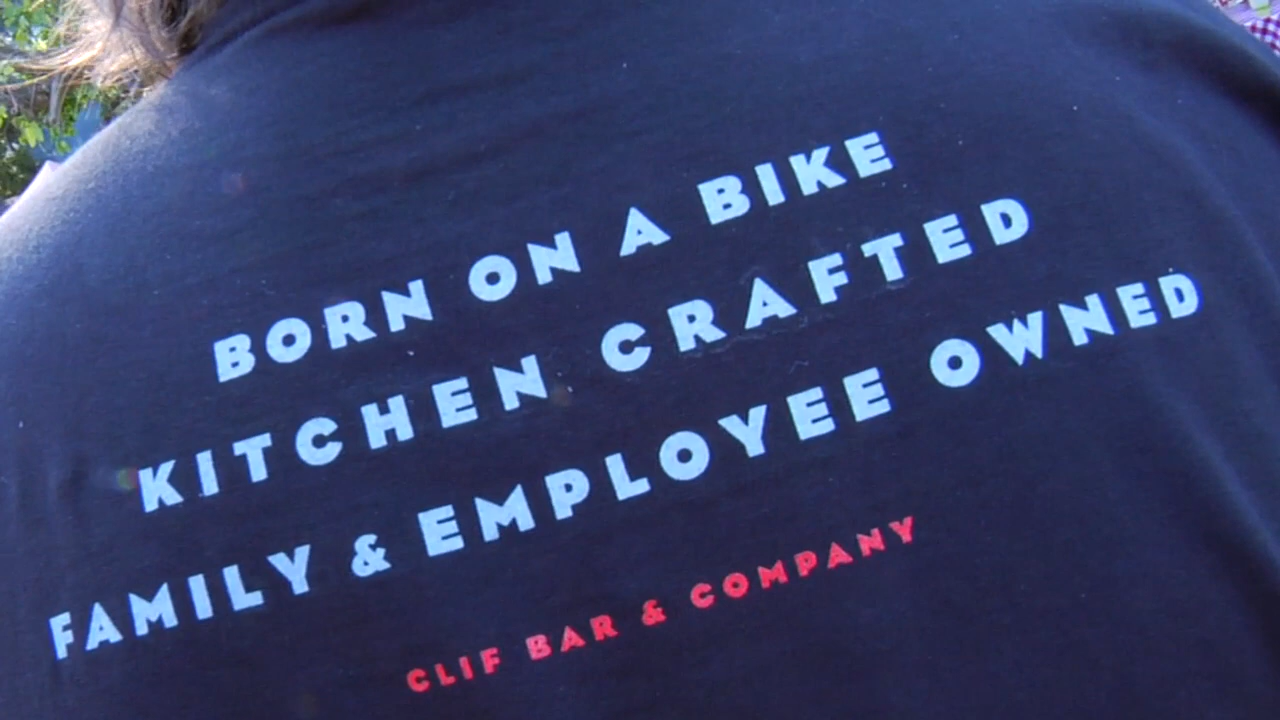 BORN ON A BIKE
KITCHEN CRAFTED
FAMILY & EMPLOYEE OWNED
CLIF BAR & COMPANY